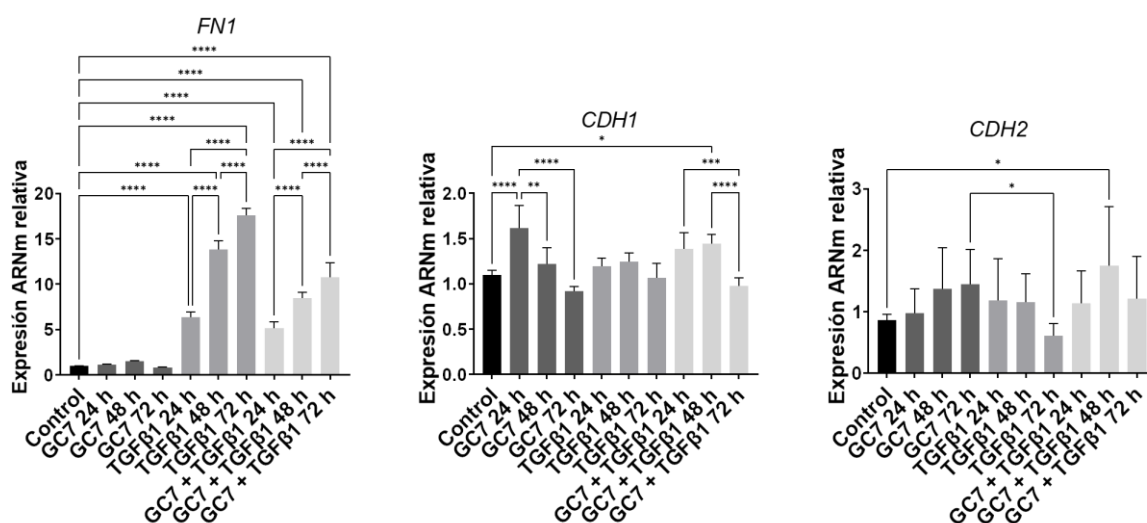 FN1
****
****
****
****
****
****
****
****
****
****
****
****
****
Expresión ARNm relativa
20
15
10
5
0
Control
GC7 24 h
GC7 48 h
GC7 72 h
TGFβ1 24 h
TGFβ1 48 h
TGFβ1 72 h
GC7 + TGFβ1 24 h
GC7 + TGFβ1 48 h
GC7 + TGFβ1 72 h
CDH1
*
****
***
****
**
****
Expresión ARNm relativa
2.0
1.5
1.0
0.5
0.0
Control
GC7 24 h
GC7 48 h
GC7 72 h
TGFβ1 24 h
TGFβ1 48 h
TGFβ1 72 h
GC7 + TGFβ1 24 h
GC7 + TGFβ1 48 h
GC7 + TGFβ1 72 h
CDH2
*
*
Expresión ARNm relativa
3
2
1
0
Control
GC7 24 h
GC7 48 h
GC7 72 h
TGFβ1 24 h
TGFβ1 48 h
TGFβ1 72 h
GC7 + TGFβ1 24 h
GC7 + TGFβ1 48 h
GC7 + TGFβ1 72 h